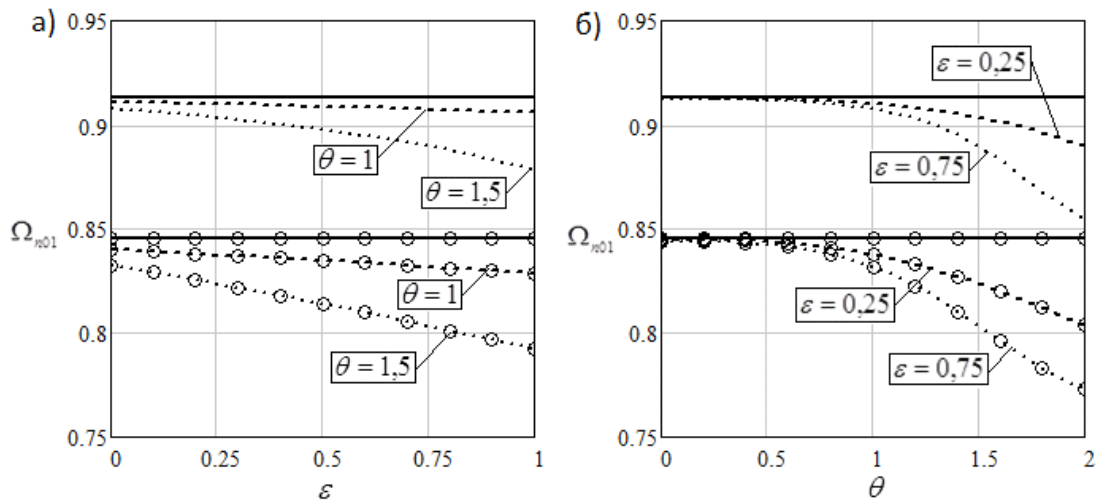 а)
0.95
0.9
0.85
0.8
0.75
Ωn01
θ = 1
θ = 1,5
θ = 1
θ = 1,5
0 0.25 0.5 0.75 1
ε
б)
0.95
0.9
0.85
0.8
0.75
Ωn01
ε = 0,25
ε = 0,75
ε = 0,25
ε = 0,75
0 0.5 1 1.5 2
θ